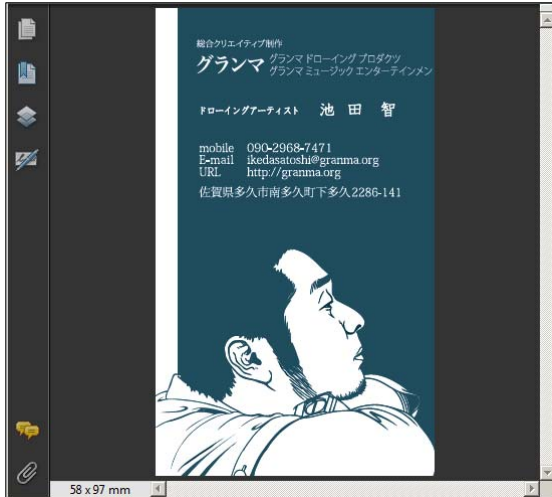 総合クリエイティブ制作
グランマ グランマドローイング プロダクツ
グランマ ミュージック エンターテインメン
ドローイングアーティスト 池田 智
mobile 090-2968-7471
E-mail ikedasatoshi@granma.org
URL http://granma.org
佐賀県多久市南多久町下多久2286-141
58 x 97 mm